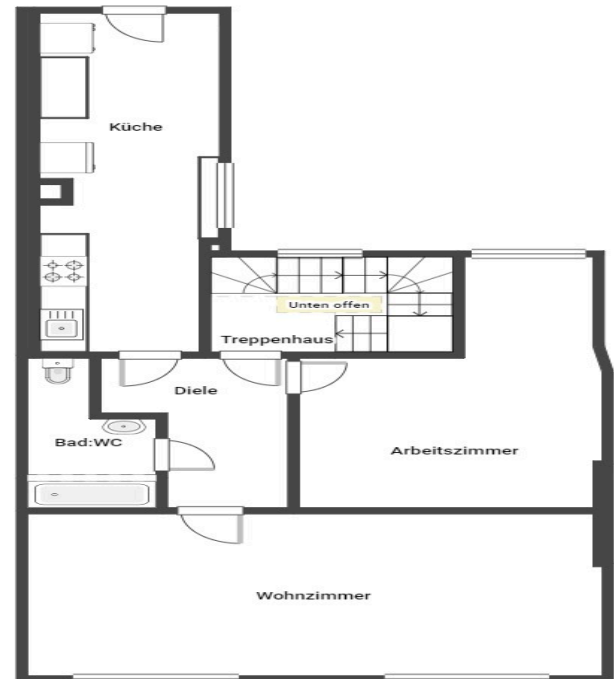 Küche
Unten offen
Treppenhaus
Diele
Bad:WC
Arbeitszimmer
Wohnzimmer